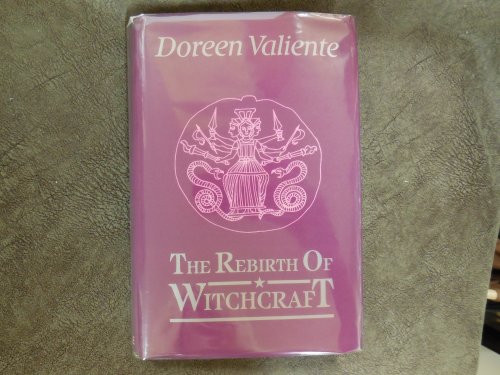 Doreen Valiente
THE REBIRTH OF
WITCHCRAFT